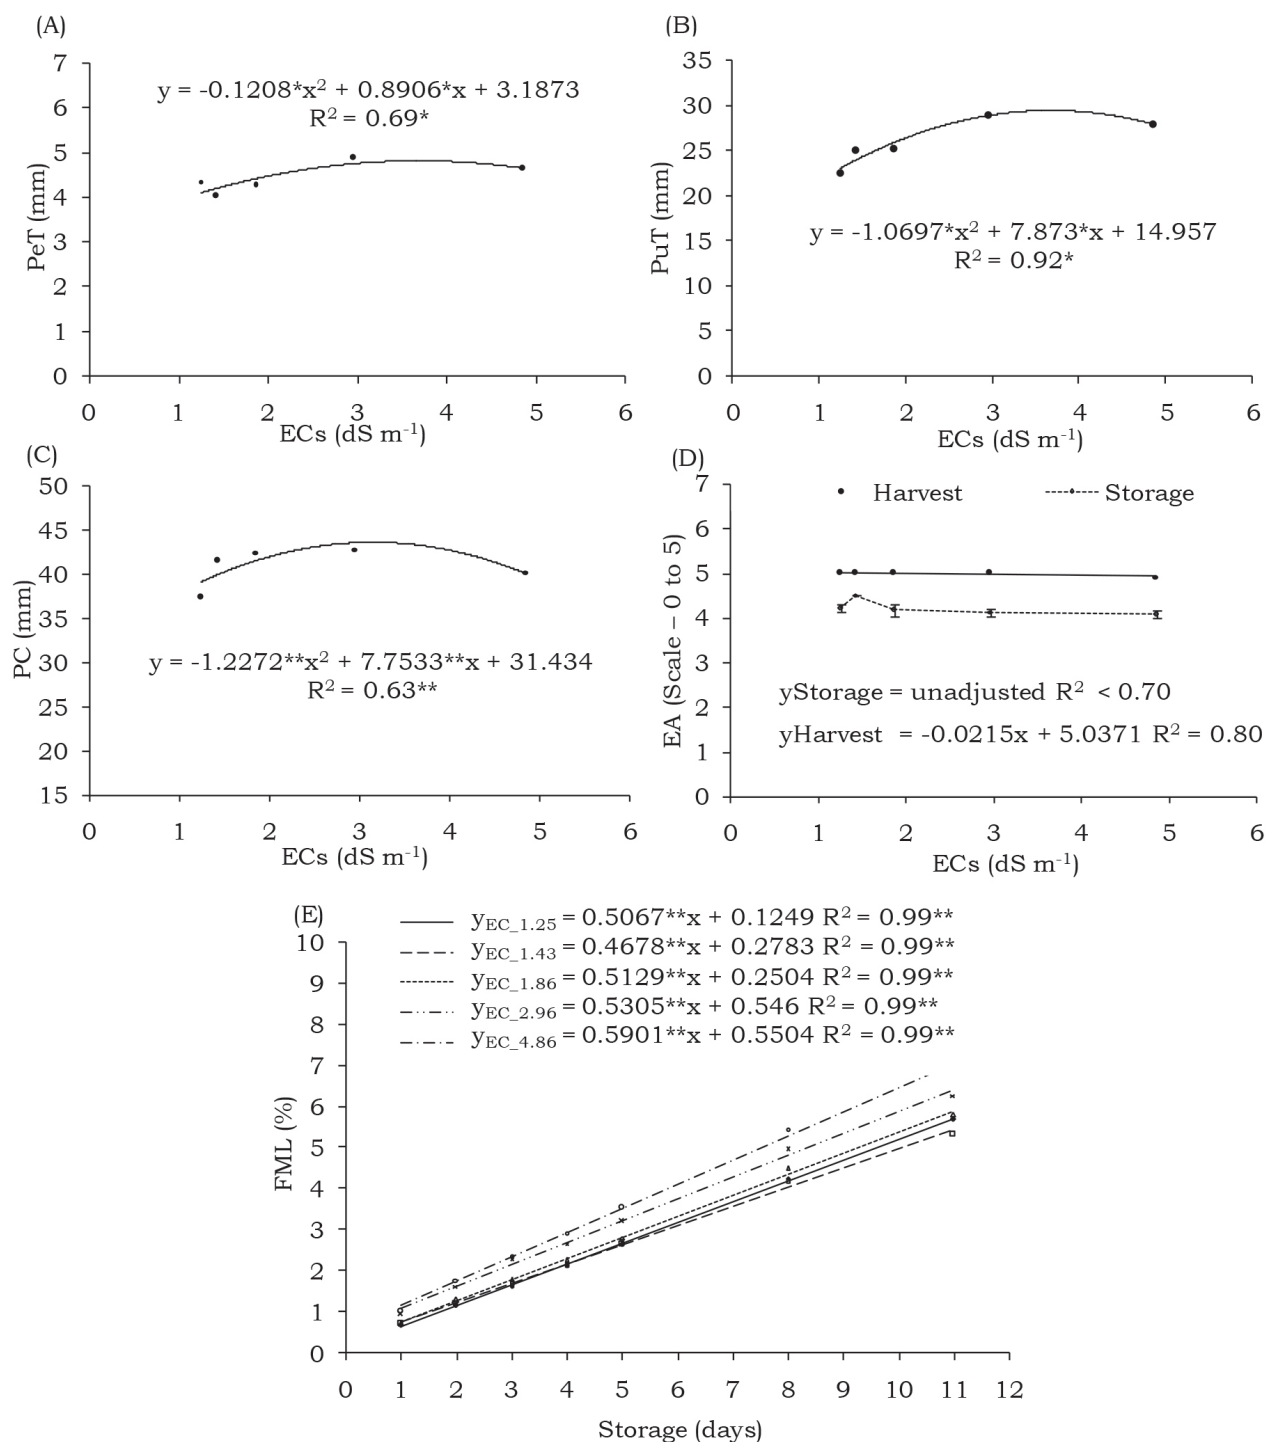 (A)
7
6
5
4
3
2
1
0
PeT (mm)
y = -0.1208*x² + 0.8906*x + 3.1873
R² = 0.69*
0 1 2 3 4 5 6
ECs (dS m⁻¹)
(B)
35
30
25
20
15
10
5
0
PuT (mm)
y = -1.0697*x² + 7.873*x + 14.957
R² = 0.92*
0 1 2 3 4 5 6
ECs (dS m⁻¹)
(C)
50
45
40
35
30
25
20
15
PC (mm)
y = -1.2272**x² + 7.7533**x + 31.434
R² = 0.63**
0 1 2 3 4 5 6
ECs (dS m⁻¹)
(D)
7
6
5
4
3
2
1
0
EA (Scale – 0 to 5)
Harvest Storage
yStorage = unadjusted R² < 0.70
yHarvest = -0.0215x + 5.0371 R² = 0.80
0 1 2 3 4 5 6
ECs (dS m⁻¹)
(E)
yEC_1.25 = 0.5067**x + 0.1249 R² = 0.99**
yEC_1.43 = 0.4678**x + 0.2783 R² = 0.99**
yEC_1.86 = 0.5129**x + 0.2504 R² = 0.99**
yEC_2.96 = 0.5305**x + 0.546 R² = 0.99**
yEC_4.86 = 0.5901**x + 0.5504 R² = 0.99**
10
9
8
7
6
5
4
3
2
1
0
FML (%)
0 1 2 3 4 5 6 7 8 9 10 11 12
Storage (days)